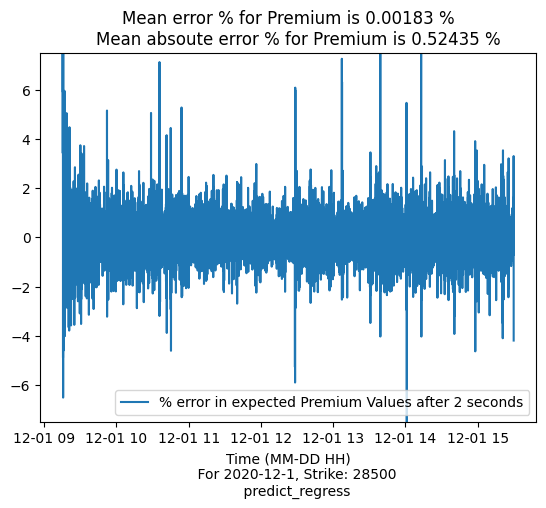 Mean error % for Premium is 0.00183 %
Mean absoute error % for Premium is 0.52435 %
6
4
2
0
−2
−4
−6
% error in expected Premium Values after 2 seconds
12-01 09 12-01 10 12-01 11 12-01 12 12-01 13 12-01 14 12-01 15
Time (MM-DD HH)
For 2020-12-1, Strike: 28500
predict_regress